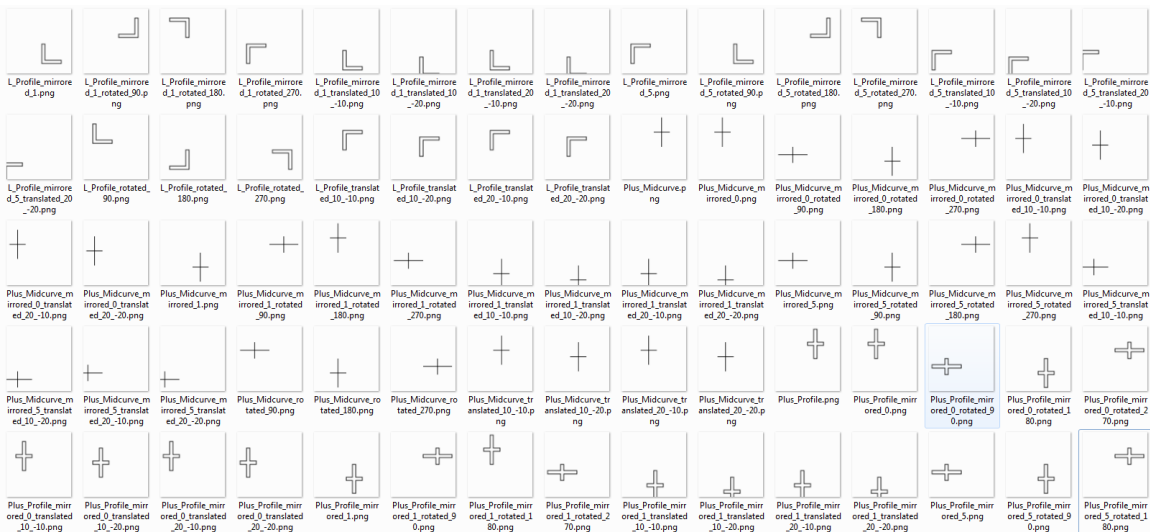 L_Profile_mirrore
d_1.png
L_Profile_mirrore
d_1_rotated_90.p
ng
L_Profile_mirrore
d_1_rotated_180.
png
L_Profile_mirrore
d_1_rotated_270.
png
L_Profile_mirrore
d_1_translated_10
_-10.png
L_Profile_mirrore
d_1_translated_10
_-20.png
L_Profile_mirrore
d_1_translated_20
_-10.png
L_Profile_mirrore
d_1_translated_20
_-20.png
L_Profile_mirrore
d_5.png
L_Profile_mirrore
d_5_rotated_90.p
ng
L_Profile_mirrore
d_5_rotated_180.
png
L_Profile_mirrore
d_5_rotated_270.
png
L_Profile_mirrore
d_5_translated_10
_-10.png
L_Profile_mirrore
d_5_translated_10
_-20.png
L_Profile_mirrore
d_5_translated_20
_-10.png
L_Profile_mirrore
d_5_translated_20
_-20.png
L_Profile_rotated_
90.png
L_Profile_rotated_
180.png
L_Profile_rotated_
270.png
L_Profile_translat
ed_10_-10.png
L_Profile_translat
ed_10_-20.png
L_Profile_translat
ed_20_-10.png
L_Profile_translat
ed_20_-20.png
Plus_Midcurve.p
ng
Plus_Midcurve_m
irrored_0.png
Plus_Midcurve_m
irrored_0_rotated
_90.png
Plus_Midcurve_m
irrored_0_rotated
_180.png
Plus_Midcurve_m
irrored_0_rotated
_270.png
Plus_Midcurve_m
irrored_0_translat
ed_10_-10.png
Plus_Midcurve_m
irrored_0_translat
ed_10_-20.png
Plus_Midcurve_m
irrored_0_translat
ed_20_-10.png
Plus_Midcurve_m
irrored_0_translat
ed_20_-20.png
Plus_Midcurve_m
irrored_1.png
Plus_Midcurve_m
irrored_1_rotated
_90.png
Plus_Midcurve_m
irrored_1_rotated
_180.png
Plus_Midcurve_m
irrored_1_rotated
_270.png
Plus_Midcurve_m
irrored_1_translat
ed_10_-10.png
Plus_Midcurve_m
irrored_1_translat
ed_10_-20.png
Plus_Midcurve_m
irrored_1_translat
ed_20_-10.png
Plus_Midcurve_m
irrored_1_translat
ed_20_-20.png
Plus_Midcurve_m
irrored_5.png
Plus_Midcurve_m
irrored_5_rotated
_90.png
Plus_Midcurve_m
irrored_5_rotated
_180.png
Plus_Midcurve_m
irrored_5_rotated
_270.png
Plus_Midcurve_m
irrored_5_translat
ed_10_-10.png
Plus_Midcurve_m
irrored_5_translat
ed_10_-20.png
Plus_Midcurve_m
irrored_5_translat
ed_20_-10.png
Plus_Midcurve_m
irrored_5_translat
ed_20_-20.png
Plus_Midcurve_ro
tated_90.png
Plus_Midcurve_ro
tated_180.png
Plus_Midcurve_ro
tated_270.png
Plus_Midcurve_tr
anslated_10_-10.p
ng
Plus_Midcurve_tr
anslated_10_-20.p
ng
Plus_Midcurve_tr
anslated_20_-10.p
ng
Plus_Midcurve_tr
anslated_20_-20.p
ng
Plus_Profile.png
Plus_Profile_mirr
ored_0.png
Plus_Profile_mirr
ored_0_rotated_9
0.png
Plus_Profile_mirr
ored_0_rotated_1
80.png
Plus_Profile_mirr
ored_0_rotated_2
70.png
Plus_Profile_mirr
ored_0_translated
_10_-10.png
Plus_Profile_mirr
ored_0_translated
_10_-20.png
Plus_Profile_mirr
ored_0_translated
_20_-10.png
Plus_Profile_mirr
ored_0_translated
_20_-20.png
Plus_Profile_mirr
ored_1.png
Plus_Profile_mirr
ored_1_rotated_9
0.png
Plus_Profile_mirr
ored_1_rotated_1
80.png
Plus_Profile_mirr
ored_1_rotated_2
70.png
Plus_Profile_mirr
ored_1_translated
_10_-10.png
Plus_Profile_mirr
ored_1_translated
_10_-20.png
Plus_Profile_mirr
ored_1_translated
_20_-10.png
Plus_Profile_mirr
ored_1_translated
_20_-20.png
Plus_Profile_mirr
ored_5.png
Plus_Profile_mirr
ored_5_rotated_9
0.png
Plus_Profile_mirr
ored_5_rotated_1
80.png